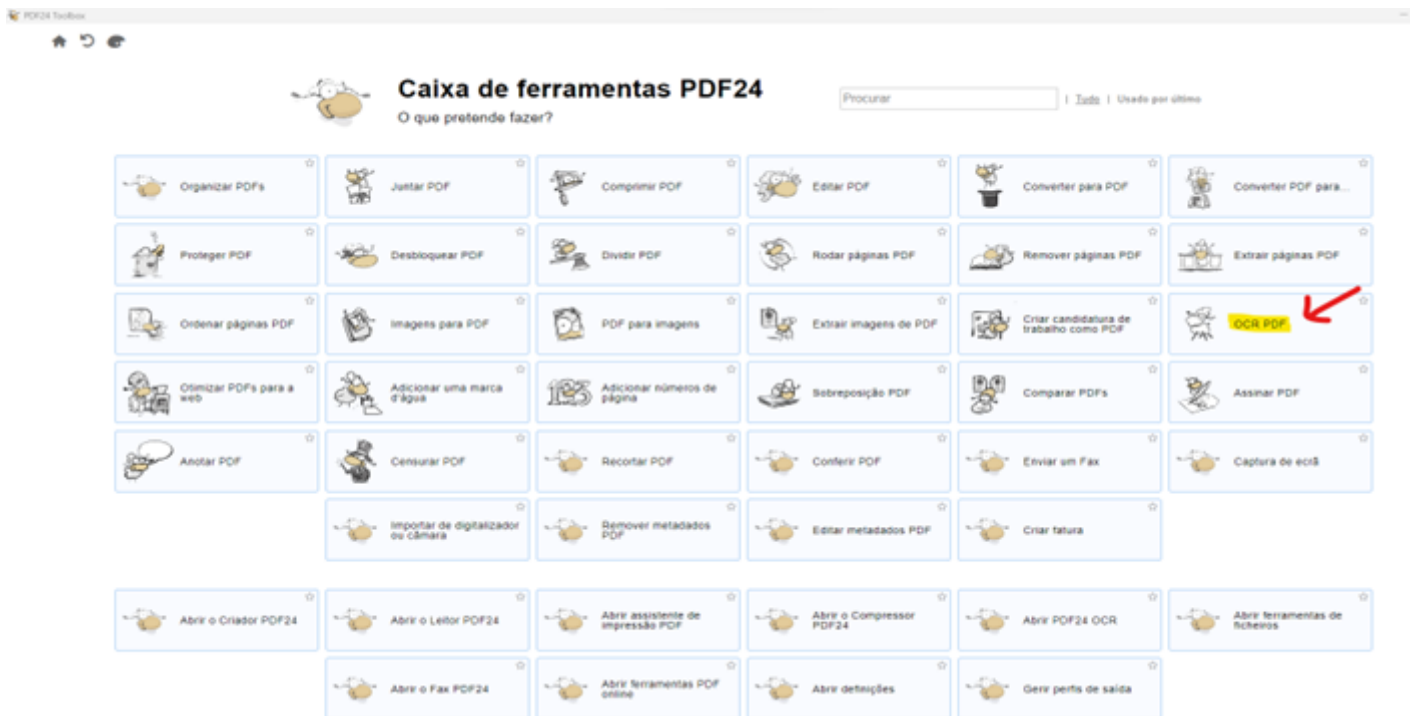 PDF24 Toolbox
Caixa de ferramentas PDF24
O que pretende fazer?
Procurar
| Tudo | Usado por último
Organizar PDFs
Juntar PDF
Comprimir PDF
Editar PDF
Converter para PDF
Converter PDF para...
Proteger PDF
Desbloquear PDF
Dividir PDF
Rodar páginas PDF
Remover páginas PDF
Extrair páginas PDF
Ordenar páginas PDF
Imagens para PDF
PDF para imagens
Extrair imagens de PDF
Criar candidatura de
trabalho como PDF
OCR PDF
Otimizar PDFs para a
web
Adicionar uma marca
d'água
Adicionar números de
página
Sobreposição PDF
Comparar PDFs
Assinar PDF
Anotar PDF
Censurar PDF
Recortar PDF
Conferir PDF
Enviar um Fax
Captura de ecrã
Importar de digitalizador
ou câmara
Remover metadados
PDF
Editar metadados PDF
Criar fatura
Abrir o Criador PDF24
Abrir o Leitor PDF24
Abrir assistente de
impressão PDF
Abrir o Compressor
PDF24
Abrir PDF24 OCR
Abrir ferramentas de
ficheiros
Abrir o Fax PDF24
Abrir ferramentas PDF
online
Abrir definições
Gerir perfis de saída